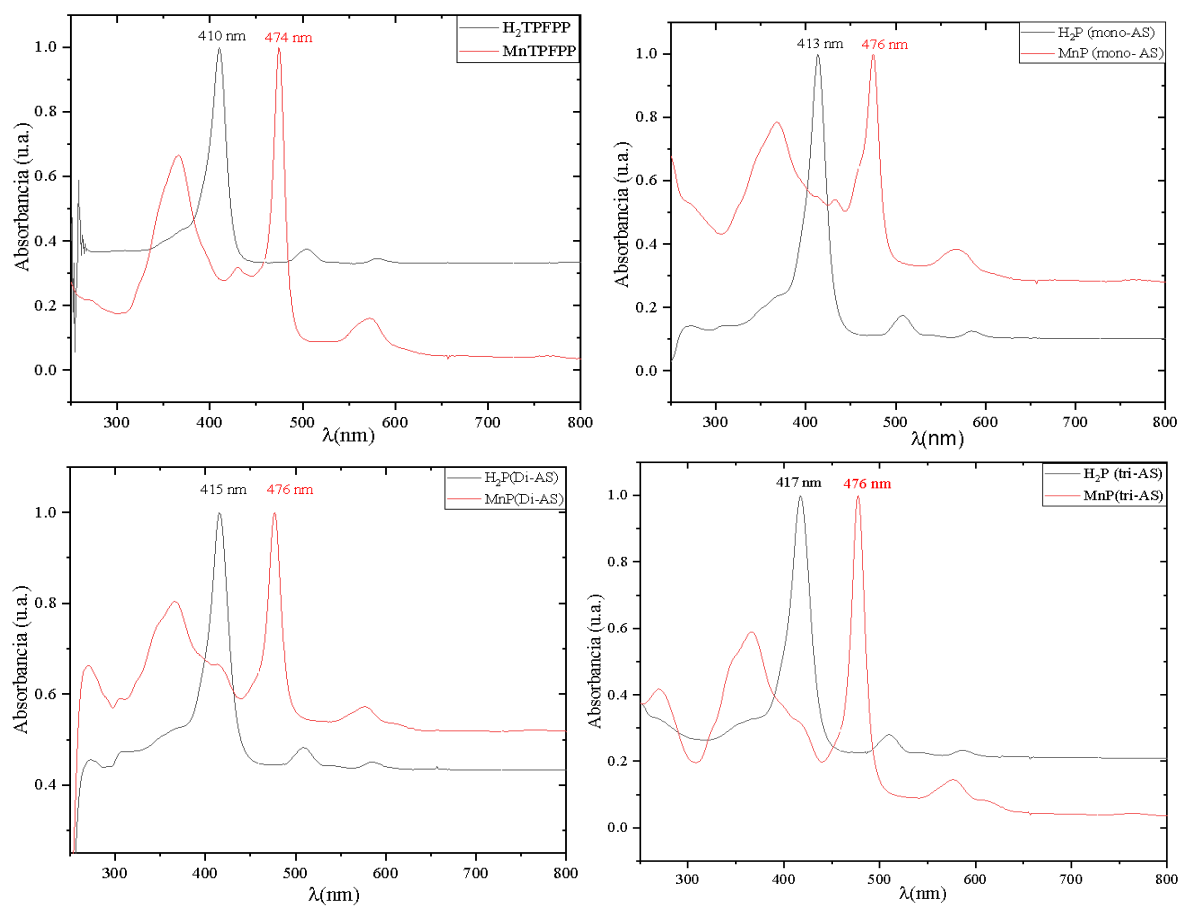 410 nm
474 nm
H₂TPFPP
MnTPFPP
1.0
0.8
0.6
0.4
0.2
0.0
Absorbancia (u.a.)
300
400
500
600
700
800
λ(nm)
413 nm
476 nm
H₂P (mono-AS)
MnP (mono- AS)
1.0
0.8
0.6
0.4
0.2
0.0
Absorbancia (u.a.)
300
400
500
600
700
800
λ(nm)
415 nm
476 nm
H₂P(Di-AS)
MnP(Di-AS)
1.0
0.8
0.6
0.4
Absorbancia (u.a.)
300
400
500
600
700
800
λ(nm)
417 nm
476 nm
H₂P (tri-AS)
MnP(tri-AS)
1.0
0.8
0.6
0.4
0.2
0.0
Absorbancia (u.a.)
300
400
500
600
700
800
λ(nm)